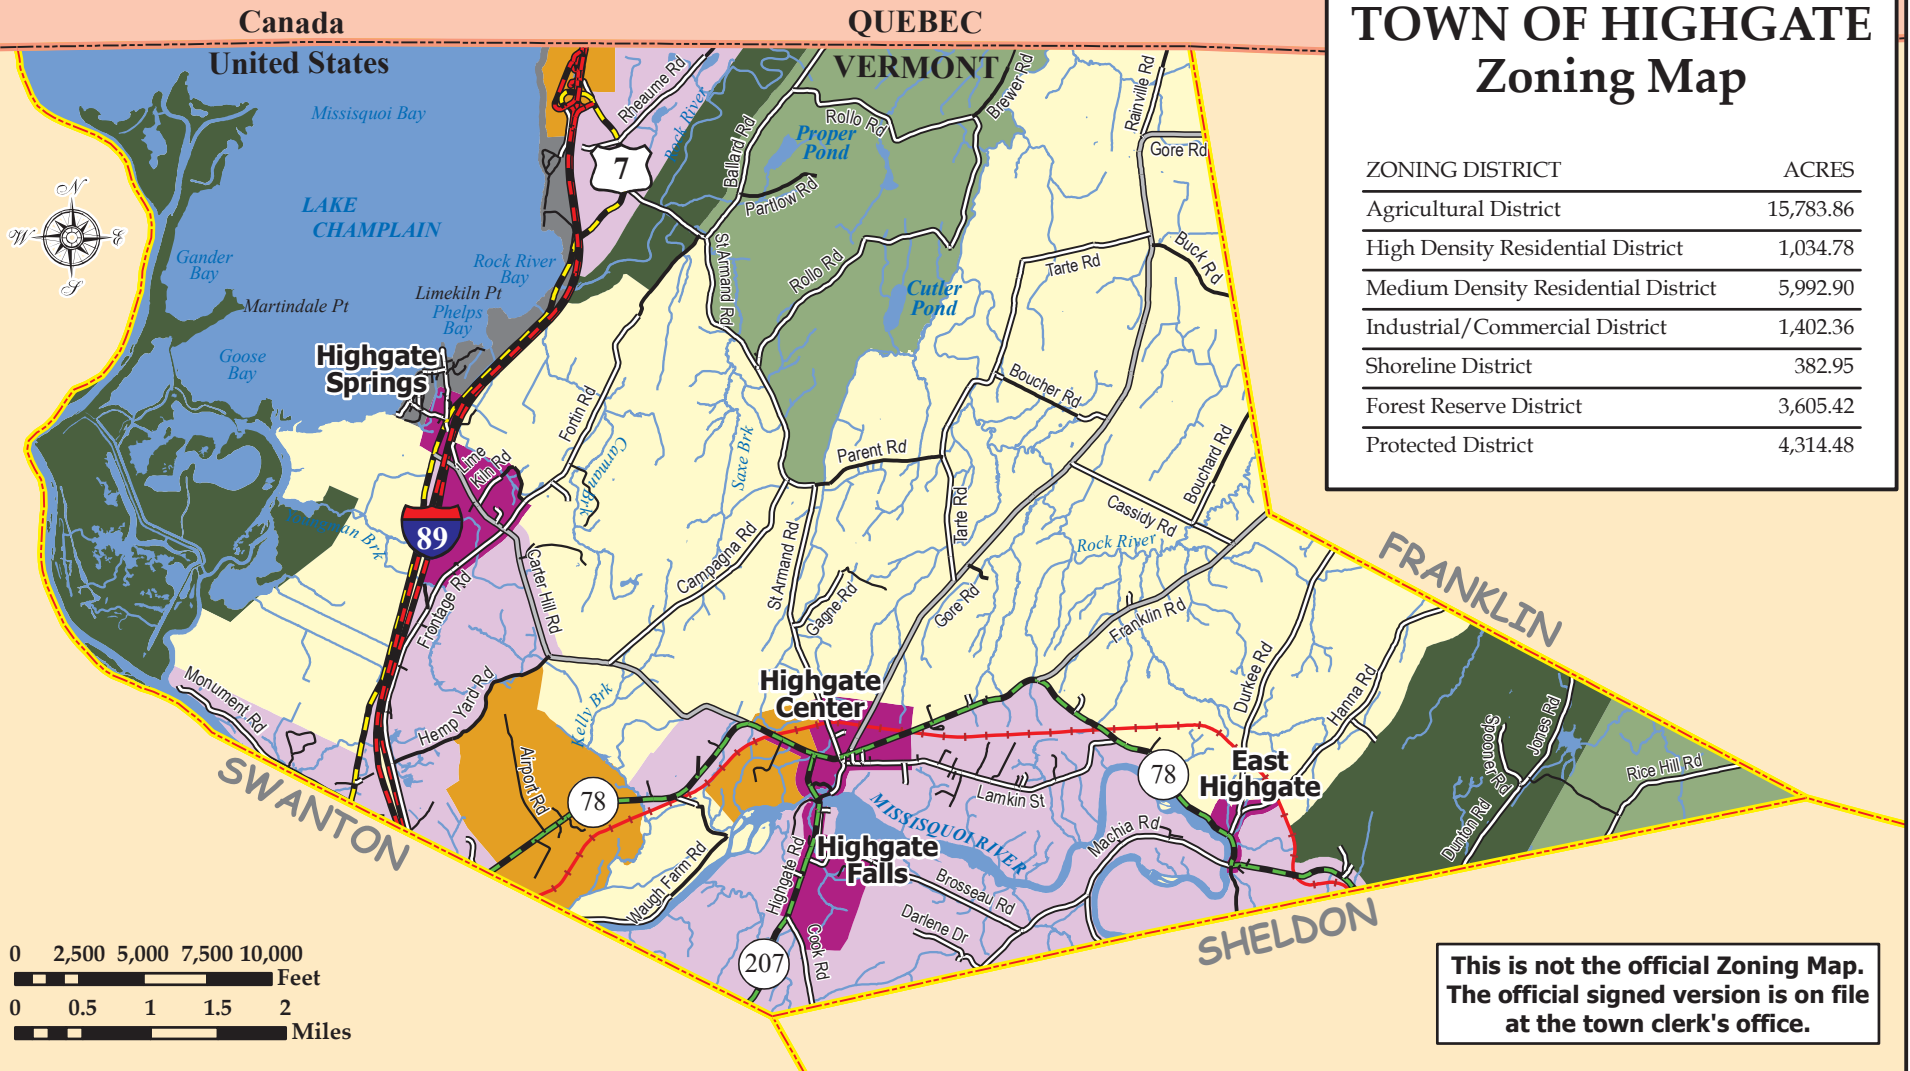 Canada
QUEBEC
United States
VERMONT
TOWN OF HIGHGATE
Zoning Map
ZONING DISTRICT ACRES
Agricultural District 15,783.86
High Density Residential District 1,034.78
Medium Density Residential District 5,992.90
Industrial/Commercial District 1,402.36
Shoreline District 382.95
Forest Reserve District 3,605.42
Protected District 4,314.48
Missisquoi Bay
LAKE
CHAMPLAIN
N
W
E
S
Gander
Bay
Martindale Pt
Rock River
Bay
Limekiln Pt
Phelps
Bay
Goose
Bay
Highgate
Springs
Rheaume Rd
Rock River
7
Ballard Rd
Rollo Rd
Proper
Pond
Partlow Rd
Brewer Rd
Rainville Rd
Gore Rd
St Armand Rd
Rollo Rd
Cutler
Pond
Tarte Rd
Buck Rd
Fortin Rd
Carman Brk
Saxe Brk
Parent Rd
Boucher Rd
Bouchard Rd
Cassidy Rd
Lime
Kiln Rd
Youngman Brk
89
Carter Hill Rd
Frontage Rd
Campagna Rd
St Armand Rd
Gagne Rd
Tarte Rd
Gore Rd
Rock River
Franklin Rd
FRANKLIN
Monument Rd
Hemp Yard Rd
Kelly Brk
Airport Rd
78
Highgate
Center
Durkee Rd
Hanna Rd
78
East
Highgate
Spooner Rd
Jones Rd
Rice Hill Rd
Dunton Rd
SWANTON
Waugh Farm Rd
Highgate Rd
Highgate
Falls
MISSISQUOI RIVER
Lamkin St
Machia Rd
Brosseau Rd
Darlene Dr
Cook Rd
207
SHELDON
0 2,500 5,000 7,500 10,000
Feet
0 0.5 1 1.5 2
Miles
This is not the official Zoning Map.
The official signed version is on file
at the town clerk's office.